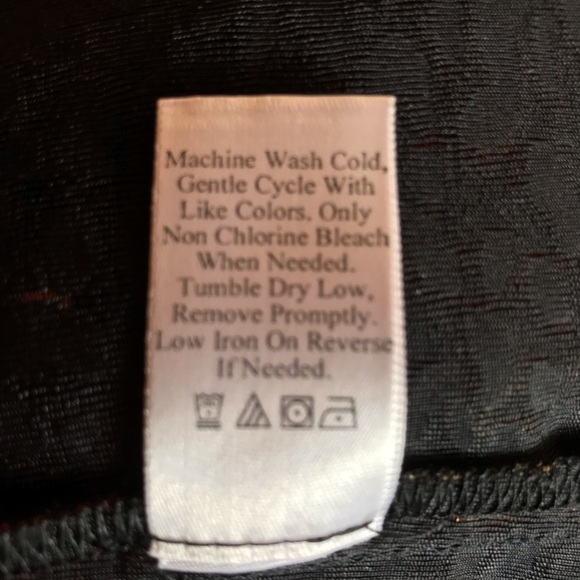 Machine Wash Cold,
Gentle Cycle With
Like Colors. Only
Non Chlorine Bleach
When Needed.
Tumble Dry Low,
Remove Promptly.
Low Iron On Reverse
If Needed.